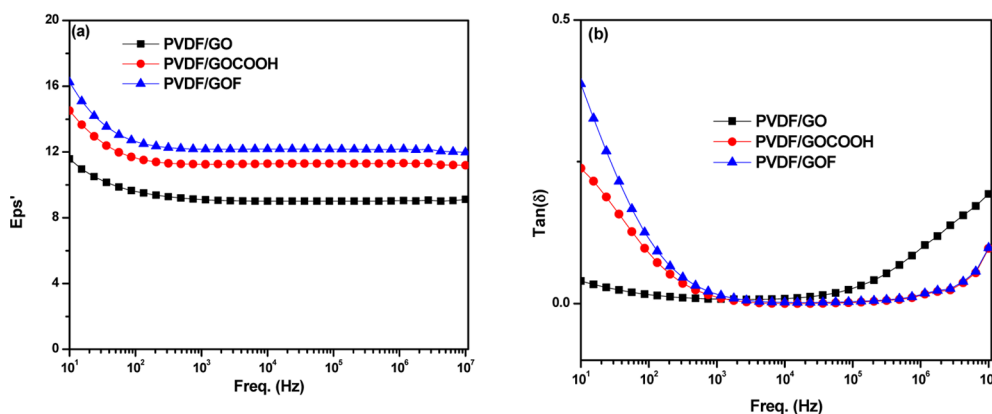 (a)
PVDF/GO
PVDF/GOCOOH
PVDF/GOF
Eps'
20
16
12
8
4
0
10¹ 10² 10³ 10⁴ 10⁵ 10⁶ 10⁷
Freq. (Hz)
(b)
PVDF/GO
PVDF/GOCOOH
PVDF/GOF
Tan(δ)
0.5
0.0
10¹ 10² 10³ 10⁴ 10⁵ 10⁶ 10⁷
Freq. (Hz)